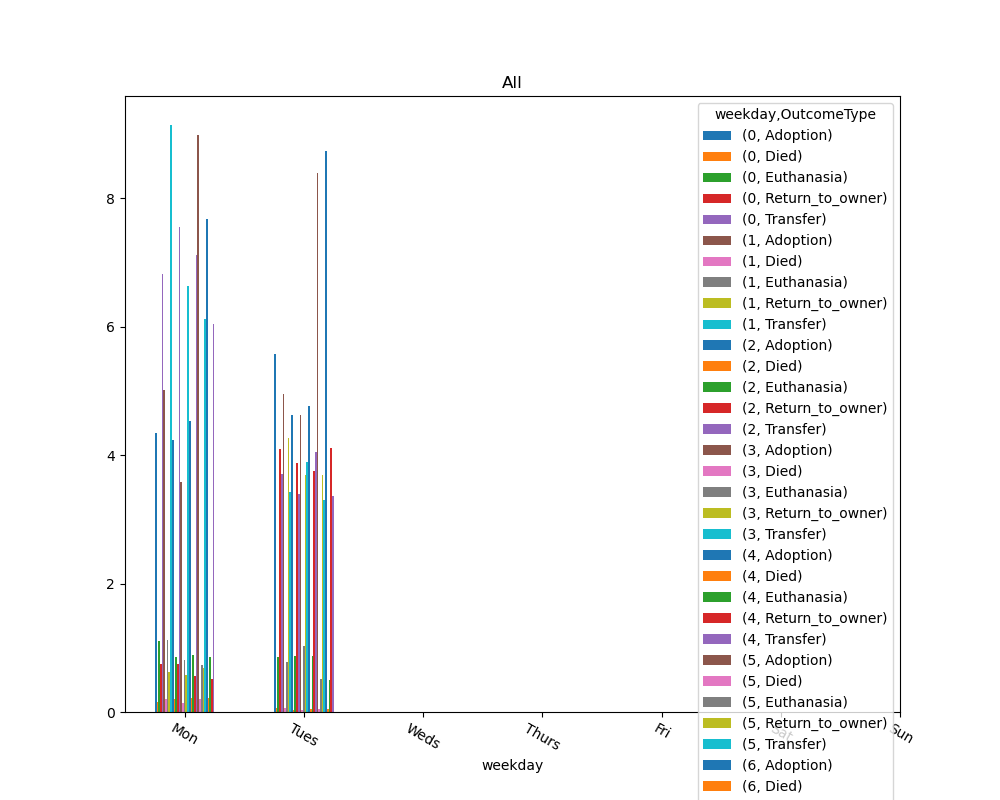 All
weekday,OutcomeType
(0, Adoption)
(0, Died)
(0, Euthanasia)
(0, Return_to_owner)
(0, Transfer)
(1, Adoption)
(1, Died)
(1, Euthanasia)
(1, Return_to_owner)
(1, Transfer)
(2, Adoption)
(2, Died)
(2, Euthanasia)
(2, Return_to_owner)
(2, Transfer)
(3, Adoption)
(3, Died)
(3, Euthanasia)
(3, Return_to_owner)
(3, Transfer)
(4, Adoption)
(4, Died)
(4, Euthanasia)
(4, Return_to_owner)
(4, Transfer)
(5, Adoption)
(5, Died)
(5, Euthanasia)
(5, Return_to_owner)
(5, Transfer)
(6, Adoption)
(6, Died)
8
6
4
2
0
Mon Tues Weds Thurs Fri Sat Sun
weekday